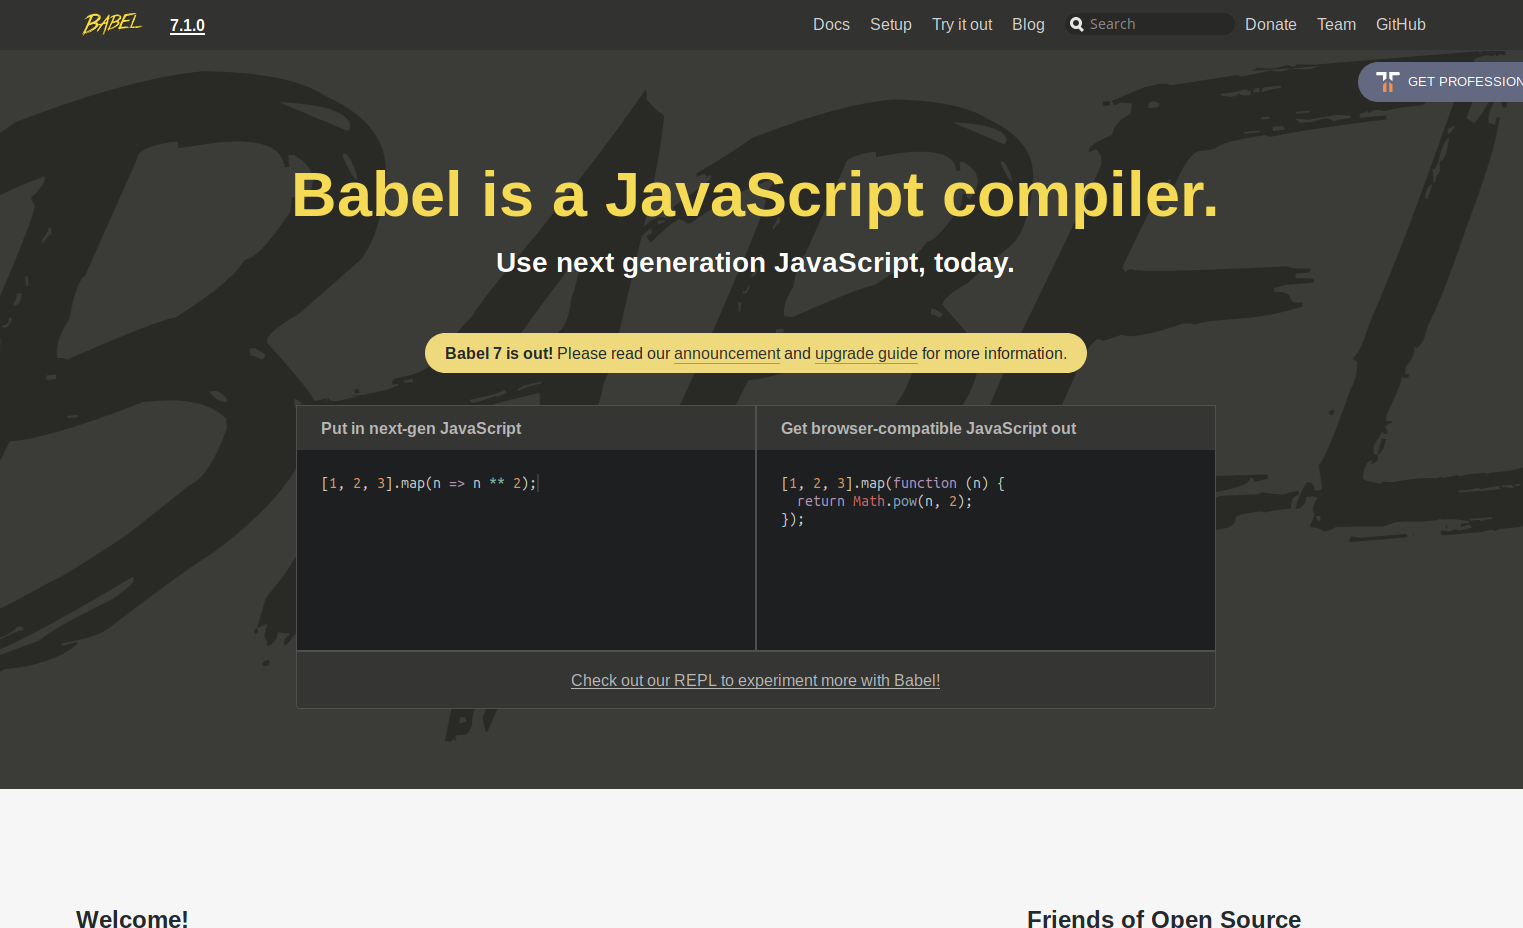 BABEL 7.1.0 Docs Setup Try it out Blog Search Donate Team GitHub
GET PROFESSION
Babel is a JavaScript compiler.
Use next generation JavaScript, today.
Babel 7 is out! Please read our announcement and upgrade guide for more information.
Put in next-gen JavaScript
[1, 2, 3].map(n => n ** 2);
Get browser-compatible JavaScript out
[1, 2, 3].map(function (n) {
  return Math.pow(n, 2);
});
Check out our REPL to experiment more with Babel!
Welcome!
Friends of Open Source